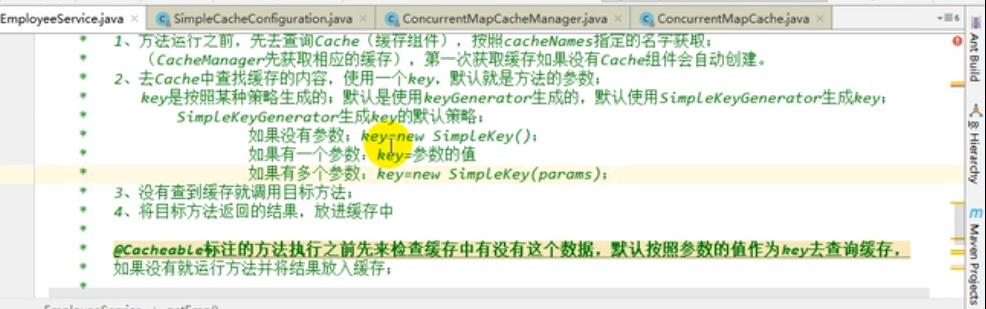 EmployeeService.java
SimpleCacheConfiguration.java
ConcurrentMapCacheManager.java
ConcurrentMapCache.java
* 1、方法运行之前，先去查询Cache（缓存组件），按照cacheNames指定的名字获取；
* （CacheManager先获取相应的缓存），第一次获取缓存如果没有Cache组件会自动创建。
* 2、去Cache中查找缓存的内容，使用一个key，默认就是方法的参数；
* key是按照某种策略生成的；默认是使用keyGenerator生成的，默认使用SimpleKeyGenerator生成key；
* SimpleKeyGenerator生成key的默认策略；
* 如果没有参数；key=new SimpleKey()；
* 如果有一个参数：key=参数的值
* 如果有多个参数：key=new SimpleKey(params)；
* 3、没有查到缓存就调用目标方法；
* 4、将目标方法返回的结果，放进缓存中
*
* @Cacheable标注的方法执行之前先来检查缓存中有没有这个数据，默认按照参数的值作为key去查询缓存，
* 如果没有就运行方法并将结果放入缓存；
*
Ant Build
Hierarchy
Maven Projects